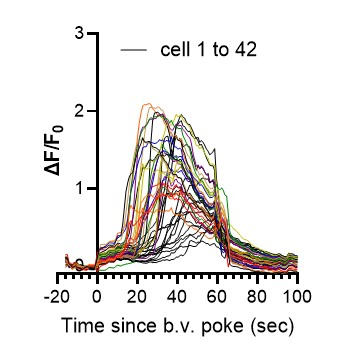 3
cell 1 to 42
2
ΔF/F0
1
-20 0 20 40 60 80 100
Time since b.v. poke (sec)